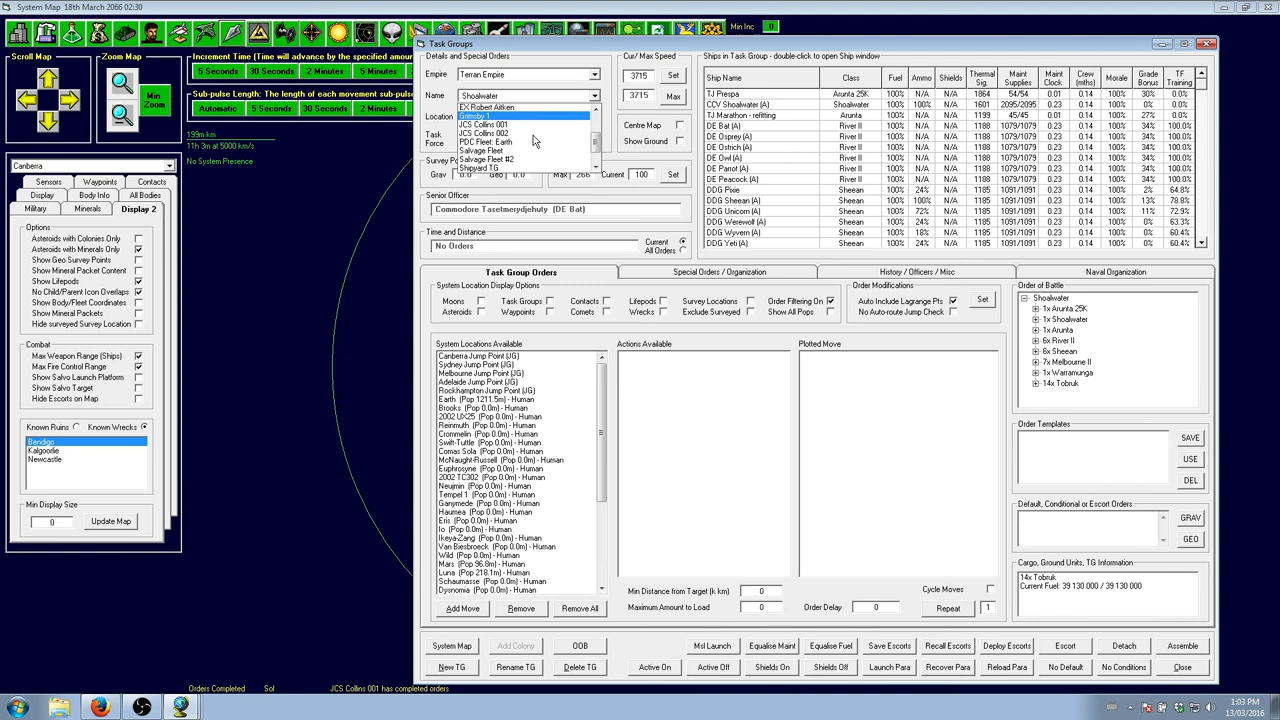 System Map 18th March 2066 02:30
Min Inc 0
Scroll Map
Zoom Map
Increment Time (Time will advance by the specified amoun
5 Seconds 30 Seconds 2 Minutes 5 Minutes
Sub-pulse Length: The length of each movement sub-pulse
Automatic 5 Seconds 30 Seconds 2 Minutes
Min Zoom
199m km
11h 3m at 5000 km/s
No System Presence
Canberra
Sensors Waypoints Contacts
Display Body Info All Bodies
Military Minerals Display 2
Options
Asteroids with Colonies Only
Asteroids with Minerals Only
Show Geo Survey Points
Show Mineral Packet Content
Show Lifepods
No Child/Parent Icon Overlaps
Show Body/Fleet Coordinates
Show Mineral Packets
Hide surveyed Survey Location
Combat
Max Weapon Range (Ships)
Max Fire Control Range
Show Salvo Launch Platform
Show Salvo Target
Hide Escorts on Map
Known Ruins Known Wrecks
Bendigo
Kalgoorlie
Newcastle
Min Display Size
0 Update Map
Task Groups
Details and Special Orders
Empire Terran Empire
Name Shoalwater
Location
Task Force
EX Robert Aitken
Grimsby 1
JCS Collins 001
JCS Collins 002
PDC Fleet: Earth
Salvage Fleet
Salvage Fleet #2
Shipyard TG
Cur/ Max Speed
3715 Set
3715 Max
Centre Map
Show Ground
Survey Po
Grav 0.0 Geo 0.0 Max 266 Current 100 Set
Senior Officer
Commodore Tasetmerydjehuty (DE Bat)
Time and Distance
No Orders
Current
All Orders
Ships in Task Group - double-click to open Ship window
Ship Name Class Fuel Ammo Shields Thermal Sig. Maint Supplies Maint Clock Crew (mths) Morale Grade Bonus TF Training
TJ Prespa Arunta 25K 100% N/A N/A 1864 54/54 0.01 0.14 100% 30% 0%
CCV Shoalwater (A) Shoalwater 100% N/A N/A 1166 2095/2095 0.03 0.14 100% 0% 0%
TJ Marathon - refitting Arunta 100% N/A N/A 1199 45/45 0.01 0.14 100% 27% 0%
DE Bat (A) River II 100% N/A N/A 1182 1079/1079 0.23 0.14 100% 34% 100.0%
DE Osprey (A) River II 100% N/A N/A 1182 1079/1079 0.23 0.14 100% 34% 100.0%
DE Ostrich (A) River II 100% N/A N/A 1182 1079/1079 0.23 0.14 100% 34% 100.0%
DE Owl (A) River II 100% N/A N/A 1182 1079/1079 0.23 0.14 100% 34% 100.0%
DE Parrot (A) River II 100% N/A N/A 1182 1079/1079 0.23 0.14 100% 34% 100.0%
DE Peacock (A) River II 100% N/A N/A 1182 1079/1079 0.23 0.14 100% 34% 100.0%
DDG Pixie Sheean 100% 24% N/A 1185 1091/1091 0.23 0.14 100% 2% 64.8%
DDG Sheean (A) Sheean 100% 100% N/A 1185 1091/1091 0.23 0.14 100% 13% 78.8%
DDG Unicorn (A) Sheean 100% 72% N/A 1185 1091/1091 0.23 0.14 100% 11% 72.9%
DDG Werewolf (A) Sheean 100% 24% N/A 1185 1091/1091 0.23 0.14 100% 0% 63.2%
DDG Wyvern (A) Sheean 100% 18% N/A 1185 1091/1091 0.23 0.14 100% 0% 60.4%
DDG Yeti (A) Sheean 100% 24% N/A 1185 1091/1091 0.23 0.14 100% 0%
Task Group Orders Special Orders / Organization History / Officers / Misc Naval Organization
System Location Display Options
Moons Task Groups Contacts Lifepods Survey Locations Order Filtering On
Asteroids Waypoints Comets Wrecks Exclude Surveyed Show All Pops
Order Modifications
Auto Include Lagrange Pts Set
No Auto-route Jump Check
Order of Battle
Shoalwater
1x Arunta 25K
1x Shoalwater
1x Arunta
6x River II
6x Sheean
7x Melbourne II
1x Warramunga
14x Tobruk
System Locations Available
Canberra Jump Point (JG)
Sydney Jump Point (JG)
Melbourne Jump Point (JG)
Adelaide Jump Point (JG)
Rockhampton Jump Point (JG)
Earth (Pop 1211.5m) - Human
Brooks (Pop 0.0m) - Human
2002 UX25 (Pop 0.0m) - Human
Reinmuth (Pop 0.0m) - Human
Crommelin (Pop 0.0m) - Human
Swift-Tuttle (Pop 0.0m) - Human
Comas Sola (Pop 0.0m) - Human
McNaught-Russell (Pop 0.0m) - Human
Euphrosyne (Pop 0.0m) - Human
2002 TC302 (Pop 0.0m) - Human
Neujmin (Pop 0.0m) - Human
Tempel 1 (Pop 0.0m) - Human
Ganymede (Pop 0.0m) - Human
Haumea (Pop 0.0m) - Human
Eris (Pop 0.0m) - Human
Io (Pop 0.0m) - Human
Ikeya-Zang (Pop 0.0m) - Human
Van Biesbroeck (Pop 0.0m) - Human
Wild (Pop 0.0m) - Human
Mars (Pop 96.8m) - Human
Luna (Pop 218.1m) - Human
Schaumasse (Pop 0.0m) - Human
Dysnomia (Pop 0.0m) - Human
Actions Available
Plotted Move
Order Templates
SAVE
USE
DEL
Default, Conditional or Escort Orders
GRAV
GEO
Cargo, Ground Units, TG Information
14x Tobruk
Current Fuel: 39 130 000 / 39 130 000
Min Distance from Target (k km) 0
Cycle Moves
Add Move Remove Remove All
Maximum Amount to Load 0
Order Delay 0
Repeat 1
System Map Add Colony OOB Msl Launch Equalise Maint Equalise Fuel Save Escorts Recall Escorts Deploy Escorts Escort Detach Assemble
New TG Rename TG Delete TG Active On Active Off Shields On Shields Off Launch Para Recover Para Reload Para No Default No Conditions Close
Orders Completed Sol JCS Collins 001 has completed orders
1:03 PM
13/03/2016